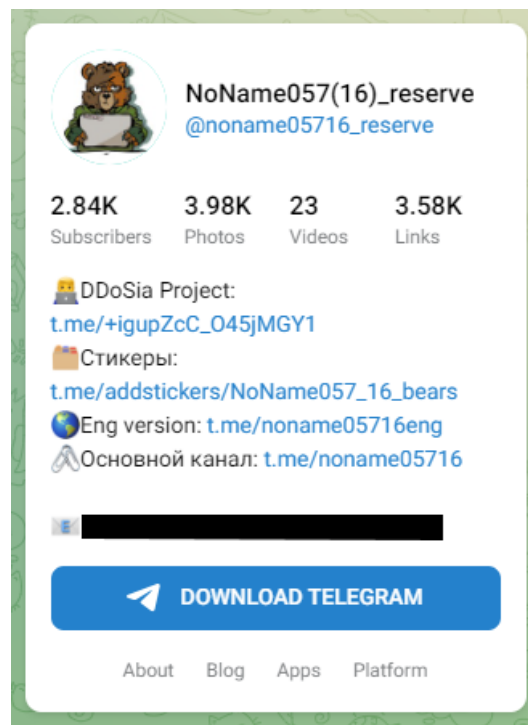 NoName057(16)_reserve
@noname05716_reserve
2.84K 3.98K 23 3.58K
Subscribers Photos Videos Links
👨‍💻DDoSia Project:
t.me/+igupZcC_O45jMGY1
🗂Стикеры:
t.me/addstickers/NoName057_16_bears
🌎Eng version: t.me/noname05716eng
🖇Основной канал: t.me/noname05716
📧
DOWNLOAD TELEGRAM
About Blog Apps Platform